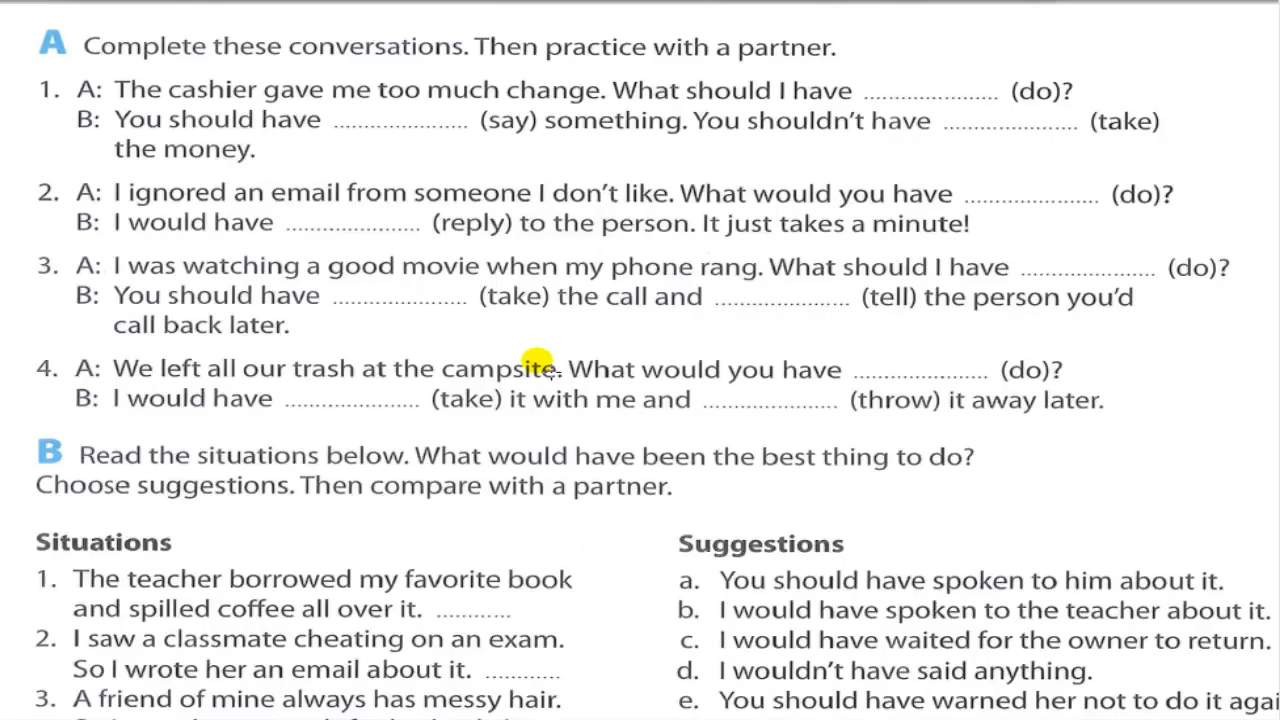 A Complete these conversations. Then practice with a partner.
1. A: The cashier gave me too much change. What should I have ...................... (do)?
B: You should have ...................... (say) something. You shouldn't have ...................... (take)
the money.
2. A: I ignored an email from someone I don't like. What would you have ...................... (do)?
B: I would have ...................... (reply) to the person. It just takes a minute!
3. A: I was watching a good movie when my phone rang. What should I have ...................... (do)?
B: You should have ...................... (take) the call and ...................... (tell) the person you'd
call back later.
4. A: We left all our trash at the campsite. What would you have ...................... (do)?
B: I would have ...................... (take) it with me and ...................... (throw) it away later.
B Read the situations below. What would have been the best thing to do?
Choose suggestions. Then compare with a partner.
Situations
1. The teacher borrowed my favorite book
and spilled coffee all over it. ............
2. I saw a classmate cheating on an exam.
So I wrote her an email about it. ............
3. A friend of mine always has messy hair.
Suggestions
a. You should have spoken to him about it.
b. I would have spoken to the teacher about it.
c. I would have waited for the owner to return.
d. I wouldn't have said anything.
e. You should have warned her not to do it agai